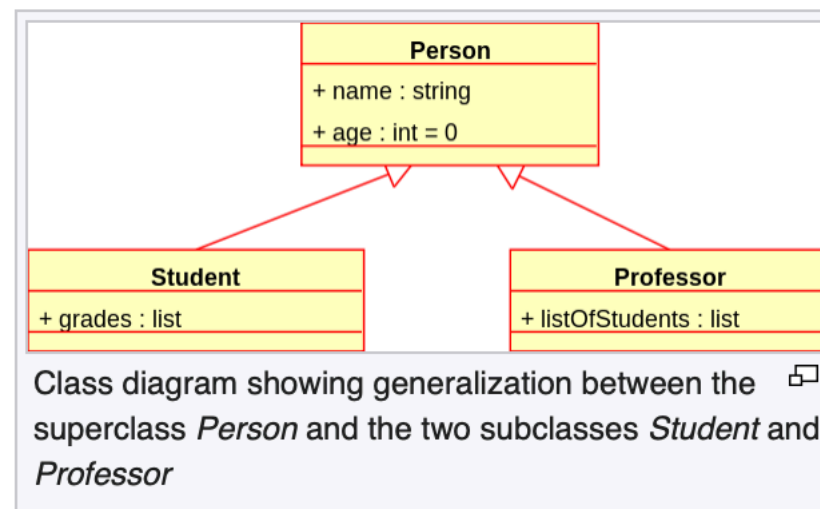 Person
+ name : string
+ age : int = 0
Student
+ grades : list
Professor
+ listOfStudents : list
Class diagram showing generalization between the
superclass Person and the two subclasses Student and
Professor